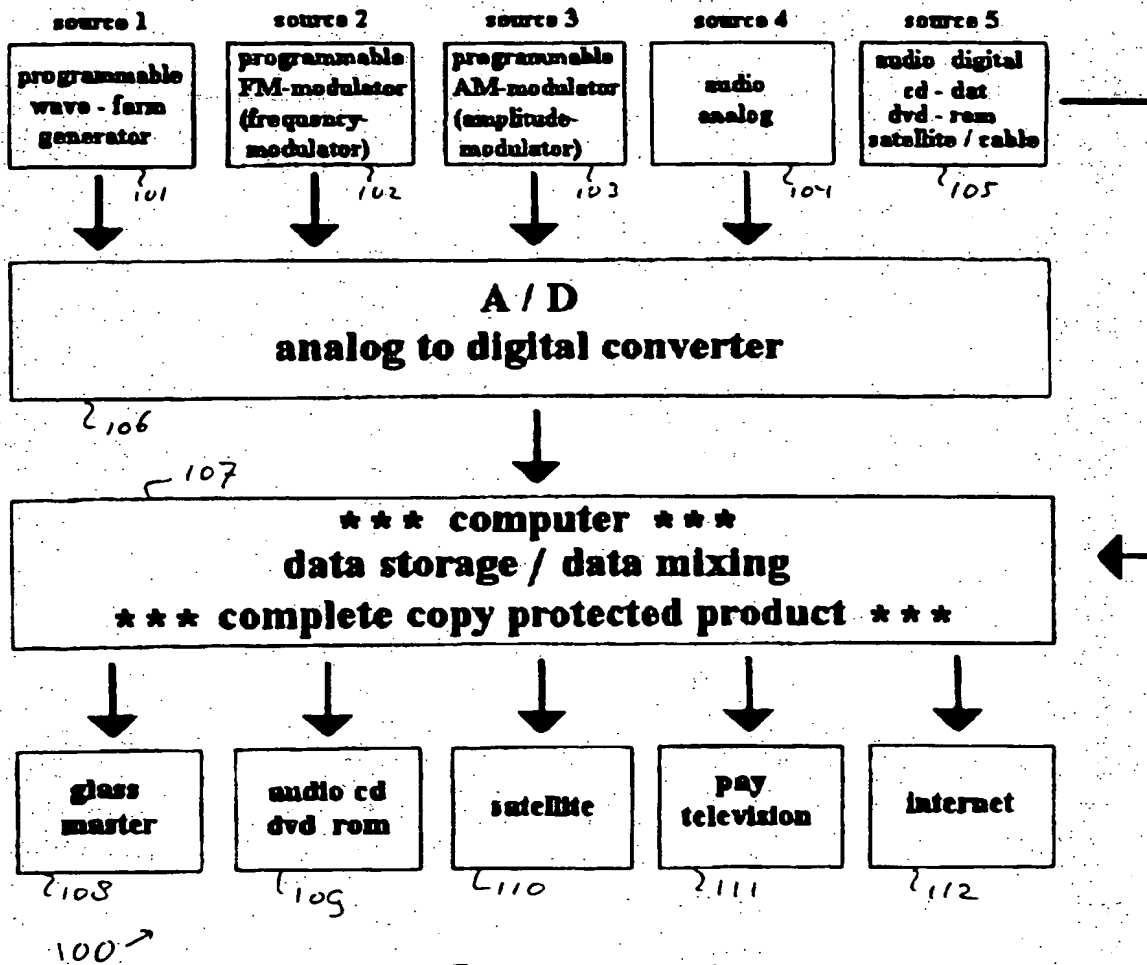 source 1
source 2
source 3
source 4
source 5
programmable
wave - form
generator
programmable
FM-modulator
(frequency-
modulator)
programmable
AM-modulator
(amplitude-
modulator)
audio
analog
audio digital
cd - dat
dvd - rom
satellite / cable
101
102
103
104
105
A / D
analog to digital converter
106
107
*** computer ***
data storage / data mixing
*** complete copy protected product ***
glass
master
audio cd
dvd rom
satellite
pay
television
internet
108
109
110
111
112
100